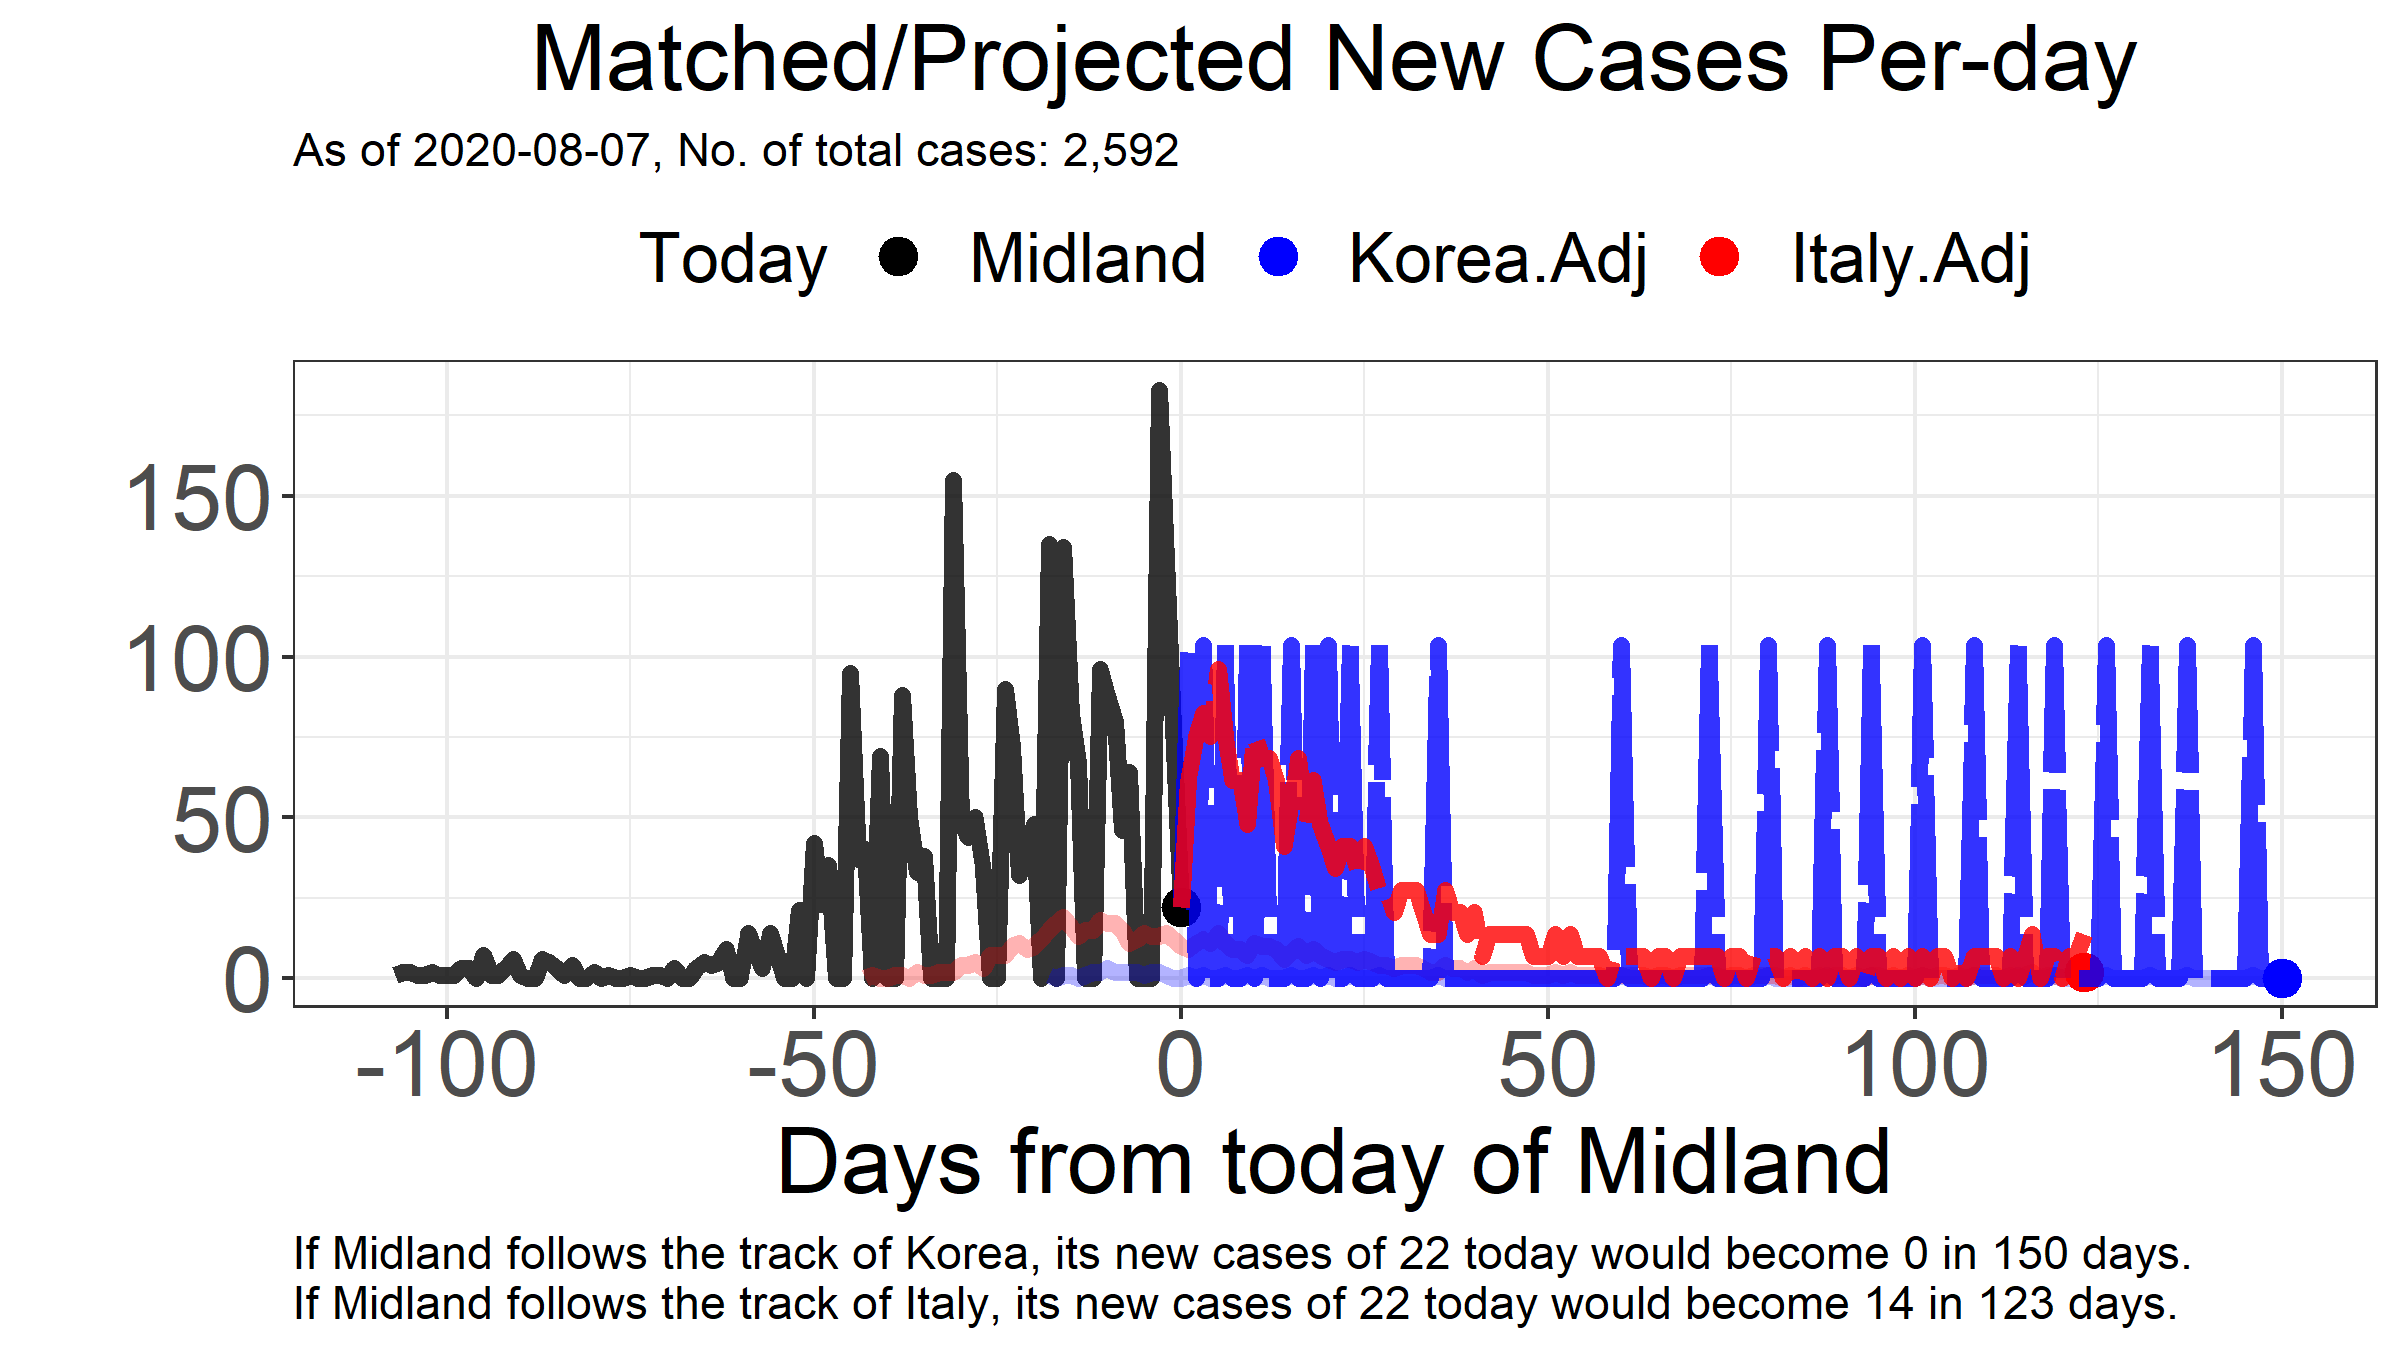 Matched/Projected New Cases Per-day
As of 2020-08-07, No. of total cases: 2,592
Today Midland Korea.Adj Italy.Adj
150
100
50
0
-100 -50 0 50 100 150
Days from today of Midland
If Midland follows the track of Korea, its new cases of 22 today would become 0 in 150 days.
If Midland follows the track of Italy, its new cases of 22 today would become 14 in 123 days.